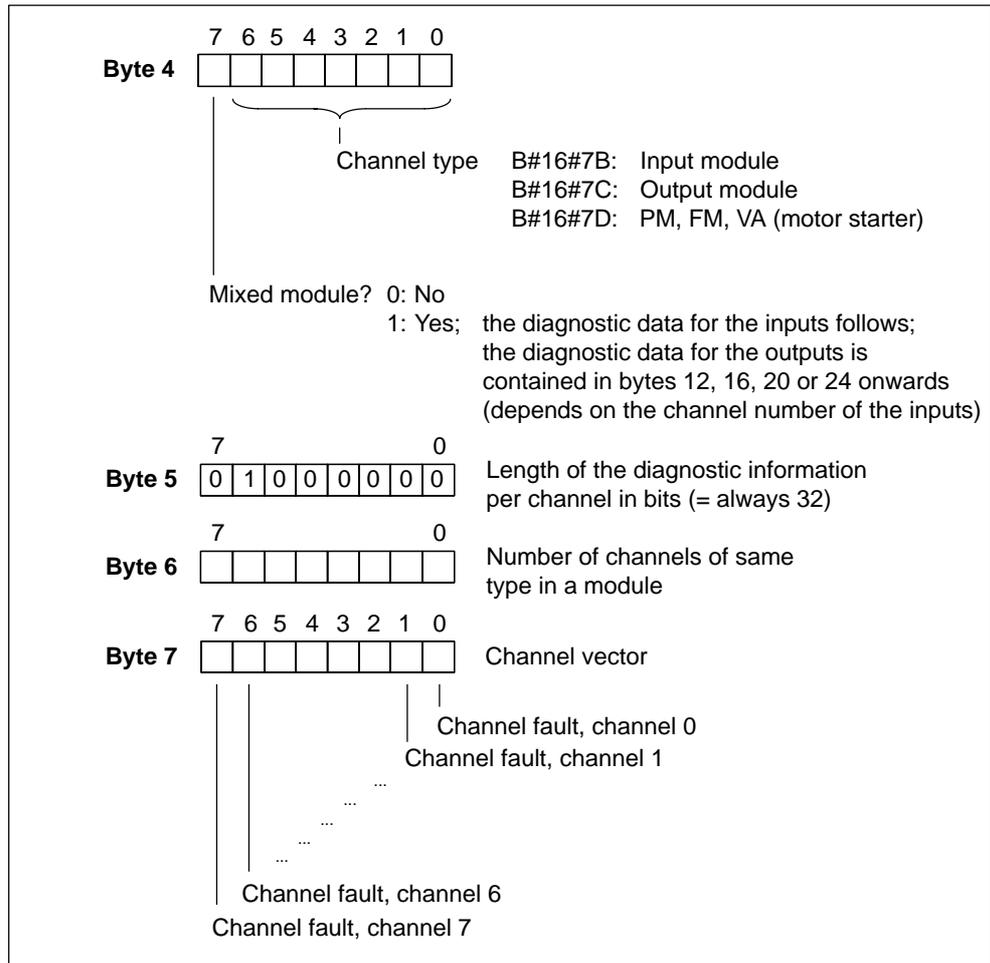 7 6 5 4 3 2 1 0
Byte 4
Channel type B#16#7B: Input module
B#16#7C: Output module
B#16#7D: PM, FM, VA (motor starter)
Mixed module? 0: No
1: Yes; the diagnostic data for the inputs follows;
the diagnostic data for the outputs is
contained in bytes 12, 16, 20 or 24 onwards
(depends on the channel number of the inputs)
7 0
Byte 5 0 1 0 0 0 0 0 0 Length of the diagnostic information
per channel in bits (= always 32)
7 0
Byte 6 Number of channels of same
type in a module
7 6 5 4 3 2 1 0
Byte 7 Channel vector
Channel fault, channel 0
Channel fault, channel 1
...
...
...
...
...
Channel fault, channel 6
Channel fault, channel 7